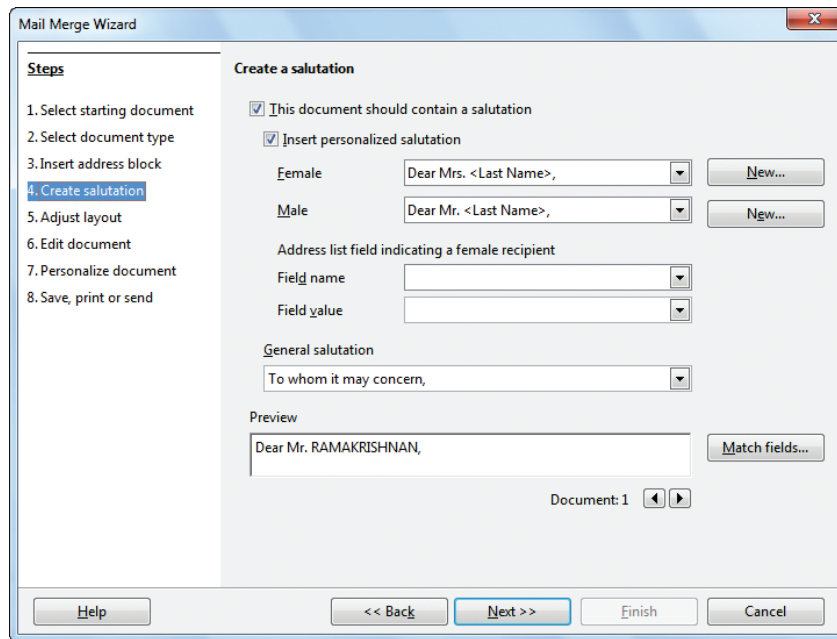 Mail Merge Wizard
Steps
1. Select starting document
2. Select document type
3. Insert address block
4. Create salutation
5. Adjust layout
6. Edit document
7. Personalize document
8. Save, print or send
Create a salutation
This document should contain a salutation
Insert personalized salutation
Female Dear Mrs. <Last Name>, New...
Male Dear Mr. <Last Name>, New...
Address list field indicating a female recipient
Field name
Field value
General salutation
To whom it may concern,
Preview
Dear Mr. RAMAKRISHNAN, Match fields...
Document: 1
Help << Back Next >> Finish Cancel